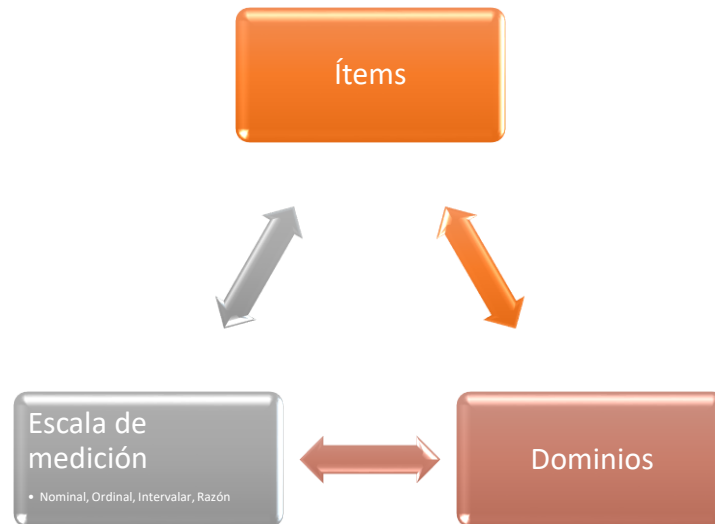 Ítems
Escala de
medición
• Nominal, Ordinal, Intervalar, Razón
Dominios